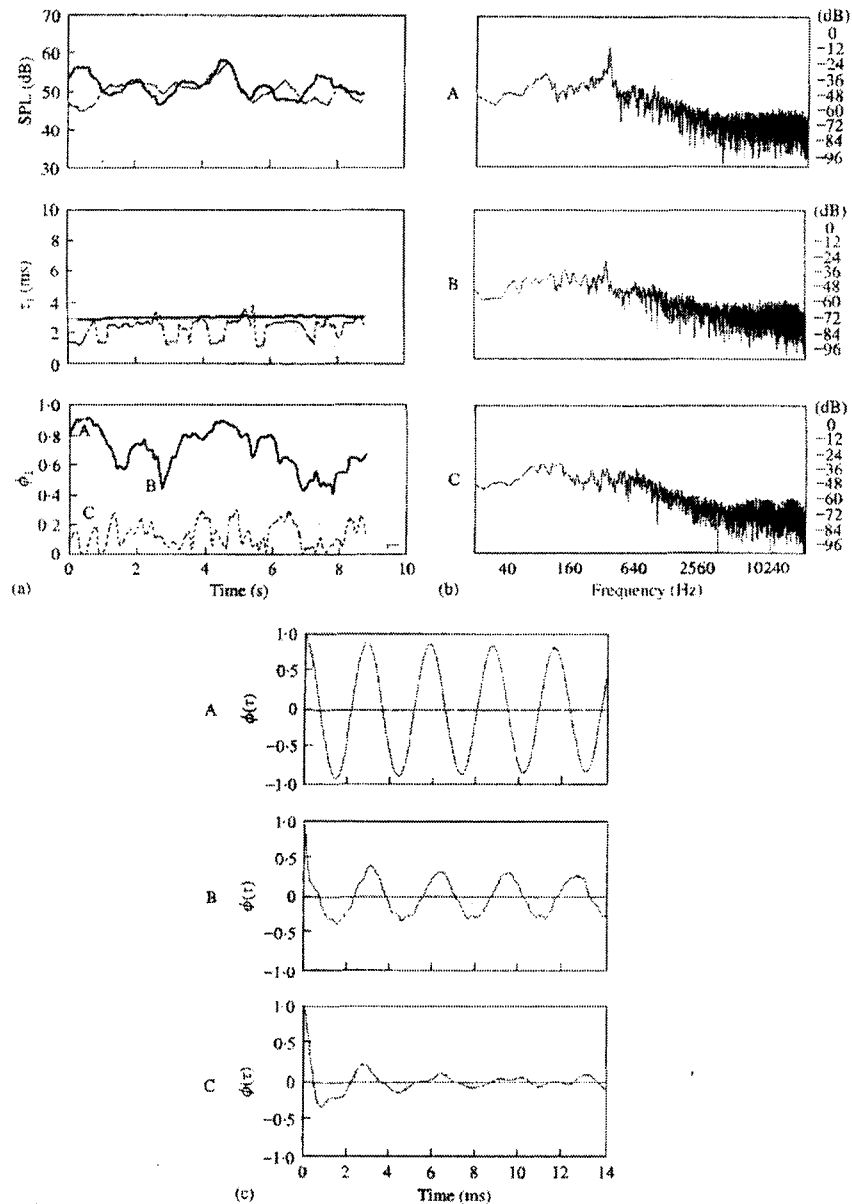 70
60
50
40
30
SPL (dB)
10
8
6
4
2
0
τ₁ (ms)
1·0
0·8
0·6
0·4
0·2
0
ϕ₁
A
B
C
0 2 4 6 8 10
(a) Time (s)
A
(dB)
0
−12
−24
−36
−48
−60
−72
−84
−96
B
(dB)
0
−12
−24
−36
−48
−60
−72
−84
−96
C
(dB)
0
−12
−24
−36
−48
−60
−72
−84
−96
40 160 640 2560 10240
(b) Frequency (Hz)
A
ϕ(τ)
1·0
0·5
0
−0·5
−1·0
B
ϕ(τ)
1·0
0·5
0
−0·5
−1·0
C
ϕ(τ)
1·0
0·5
0
−0·5
−1·0
0 2 4 6 8 10 12 14
(c) Time (ms)